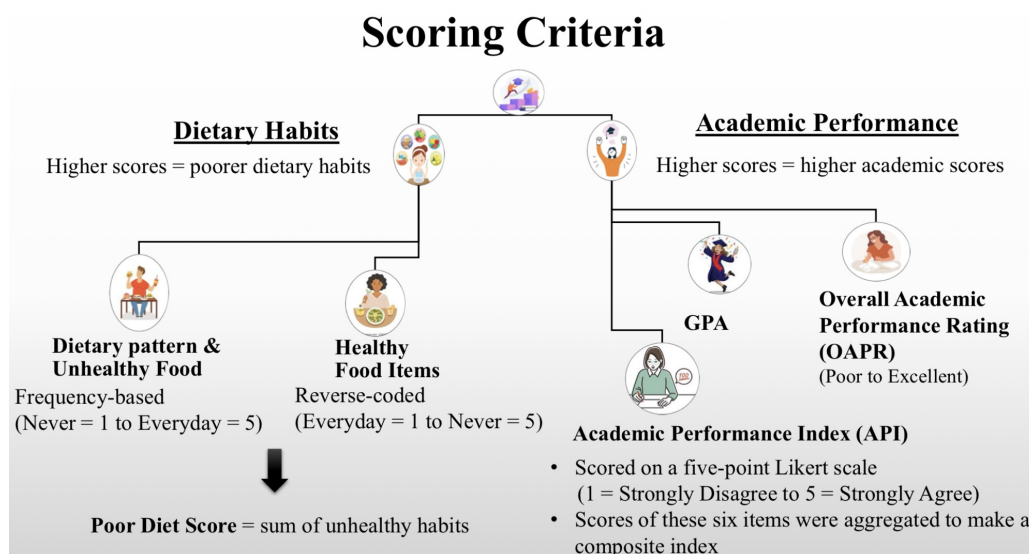 Scoring Criteria
Dietary Habits
Higher scores = poorer dietary habits
Academic Performance
Higher scores = higher academic scores
Dietary pattern &
Unhealthy Food
Frequency-based
(Never = 1 to Everyday = 5)
Healthy
Food Items
Reverse-coded
(Everyday = 1 to Never = 5)
Poor Diet Score = sum of unhealthy habits
GPA
Overall Academic
Performance Rating
(OAPR)
(Poor to Excellent)
Academic Performance Index (API)
• Scored on a five-point Likert scale
(1 = Strongly Disagree to 5 = Strongly Agree)
• Scores of these six items were aggregated to make a
composite index